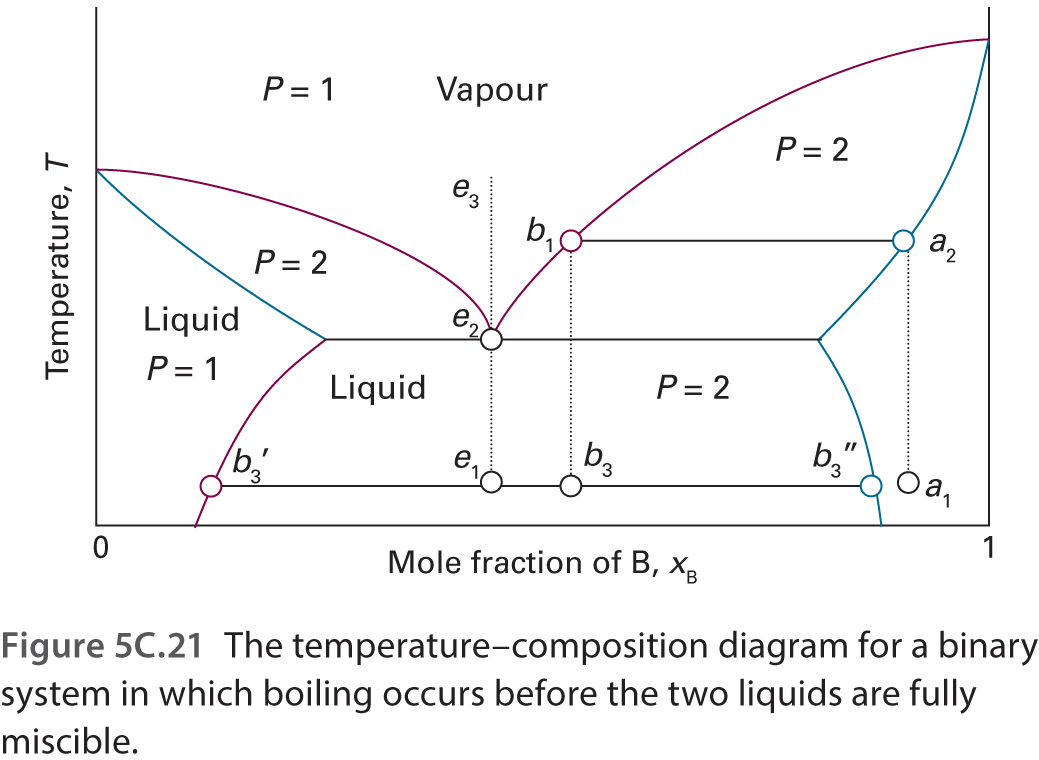 P = 1
Vapour
P = 2
e₃
b₁
a₂
P = 2
Temperature, T
e₂
Liquid
P = 1
Liquid
P = 2
b₃′
e₁
b₃
b₃″
a₁
0
1
Mole fraction of B, x_B
Figure 5C.21 The temperature–composition diagram for a binary
system in which boiling occurs before the two liquids are fully
miscible.